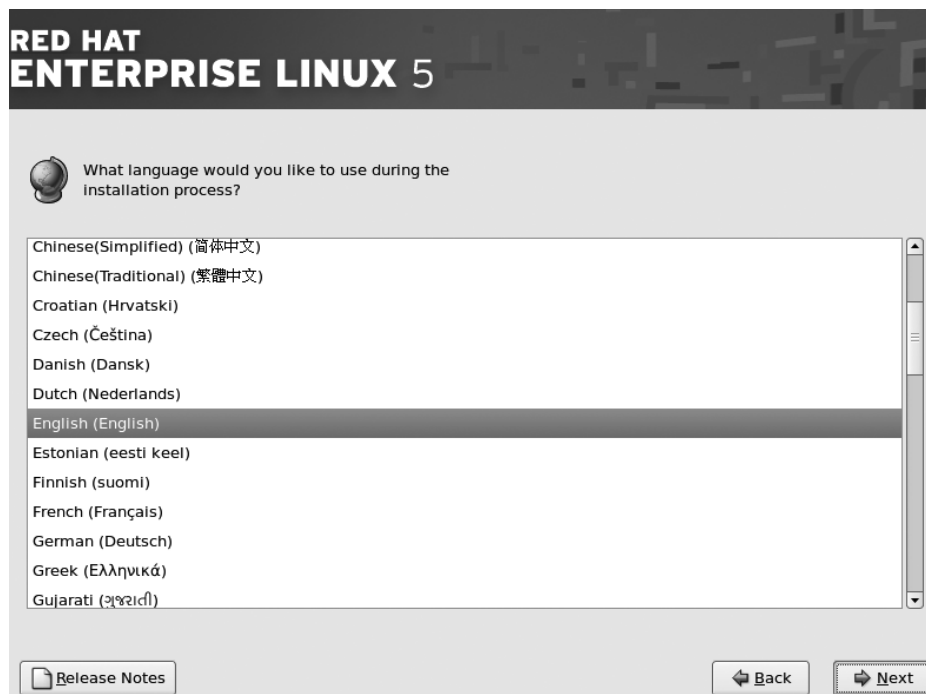 RED HAT
ENTERPRISE LINUX 5
What language would you like to use during the
installation process?
Chinese(Simplified) (简体中文)
Chinese(Traditional) (繁體中文)
Croatian (Hrvatski)
Czech (Čeština)
Danish (Dansk)
Dutch (Nederlands)
English (English)
Estonian (eesti keel)
Finnish (suomi)
French (Français)
German (Deutsch)
Greek (Ελληνικά)
Gujarati (ગુજરાતી)
Release Notes
Back
Next